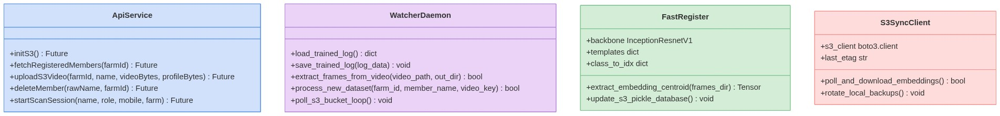 ApiService
+initS3() : Future
+fetchRegisteredMembers(farmId) : Future
+uploadS3Video(farmId, name, videoBytes, profileBytes) : Future
+deleteMember(rawName, farmId) : Future
+startScanSession(name, role, mobile, farm) : Future
WatcherDaemon
+load_trained_log() : dict
+save_trained_log(log_data) : void
+extract_frames_from_video(video_path, out_dir) : bool
+process_new_dataset(farm_id, member_name, video_key) : bool
+poll_s3_bucket_loop() : void
FastRegister
+backbone InceptionResnetV1
+templates dict
+class_to_idx dict
+extract_embedding_centroid(frames_dir) : Tensor
+update_s3_pickle_database() : void
S3SyncClient
+s3_client boto3.client
+last_etag str
+poll_and_download_embeddings() : bool
+rotate_local_backups() : void